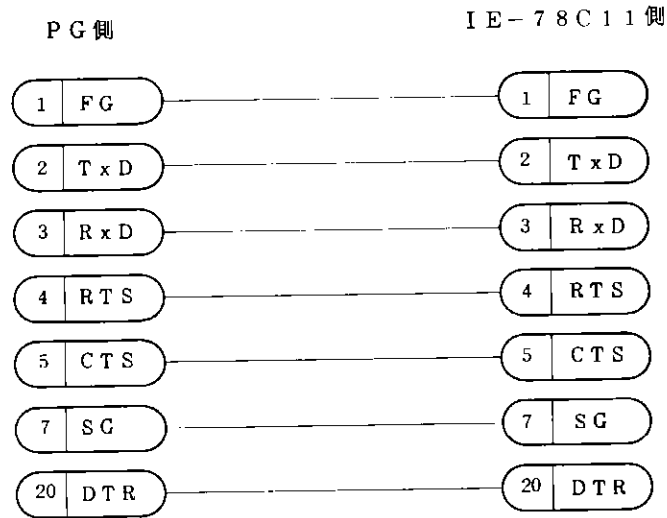 PG側 IE-78C11側
1 FG 1 FG
2 TxD 2 TxD
3 RxD 3 RxD
4 RTS 4 RTS
5 CTS 5 CTS
7 SG 7 SG
20 DTR 20 DTR